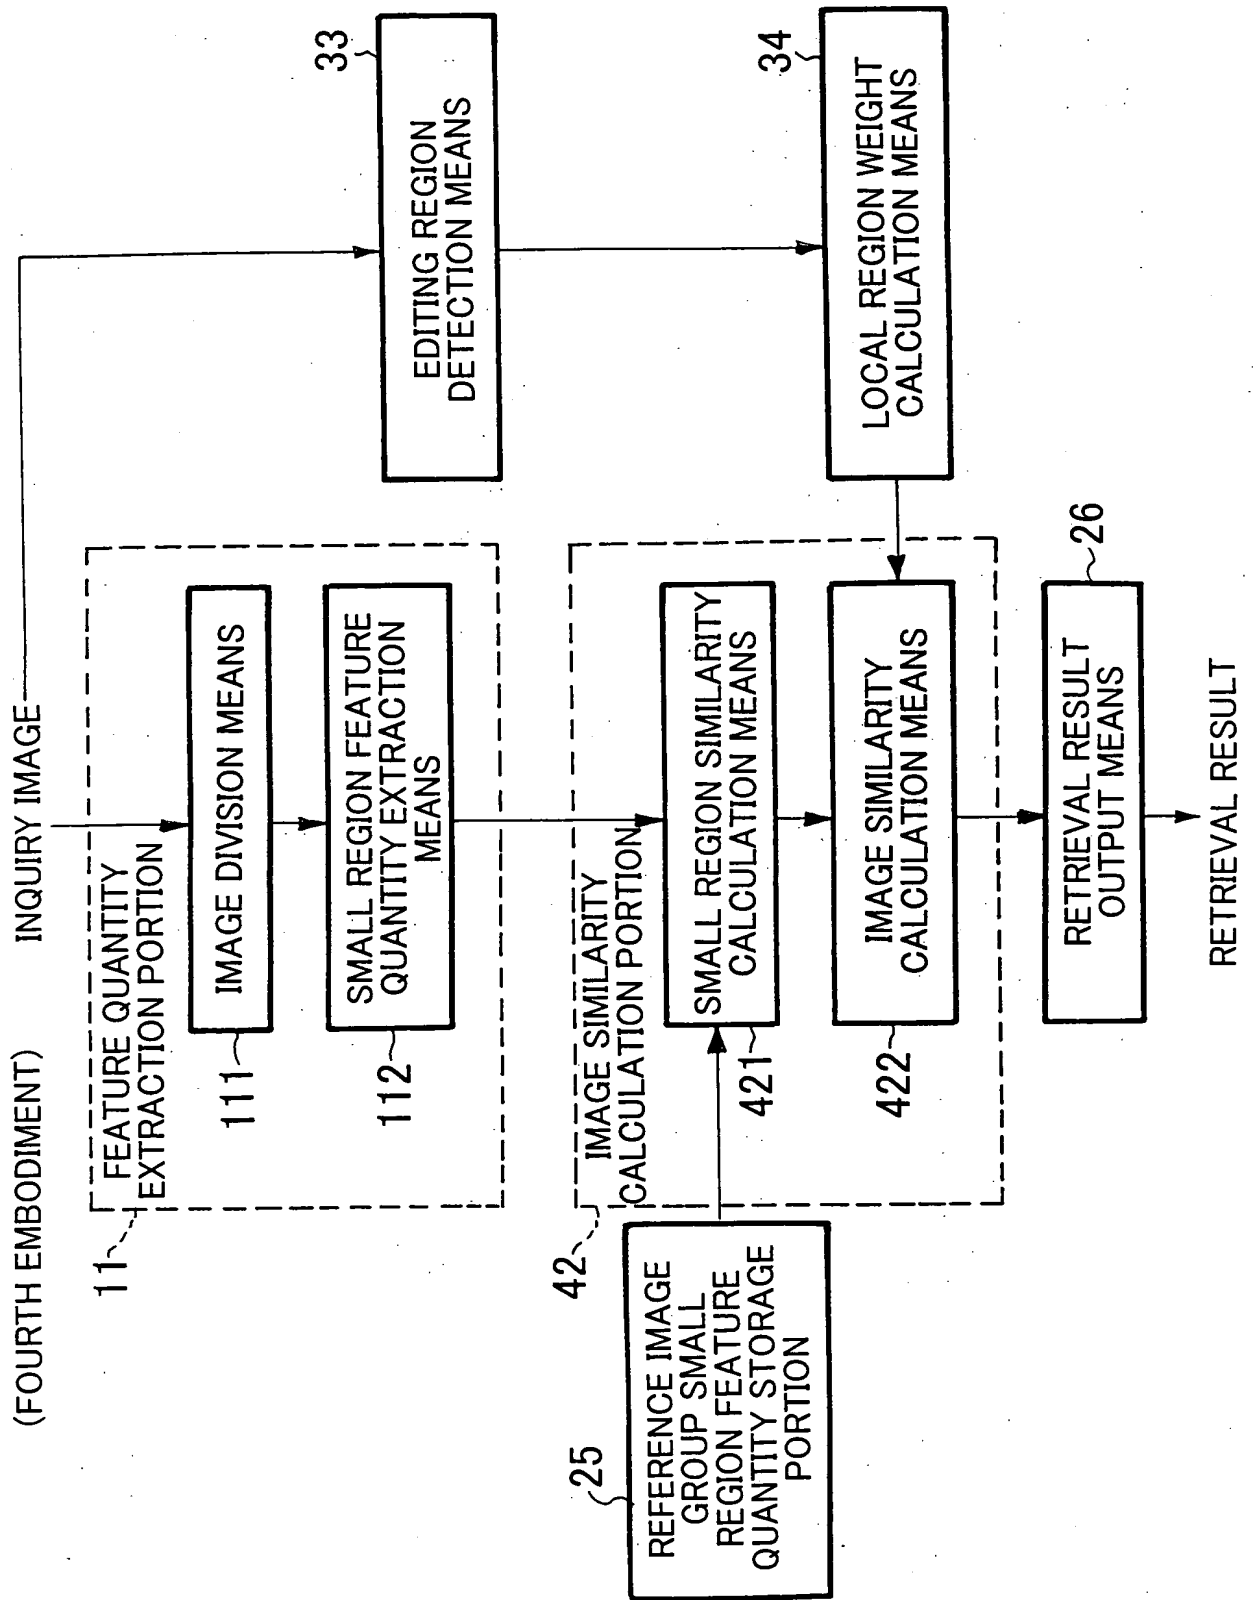 (FOURTH EMBODIMENT)
INQUIRY IMAGE
11
FEATURE QUANTITY
EXTRACTION PORTION
111
IMAGE DIVISION MEANS
112
SMALL REGION FEATURE
QUANTITY EXTRACTION
MEANS
33
EDITING REGION
DETECTION MEANS
42
IMAGE SIMILARITY
CALCULATION PORTION
25
REFERENCE IMAGE
GROUP SMALL
REGION FEATURE
QUANTITY STORAGE
PORTION
421
SMALL REGION SIMILARITY
CALCULATION MEANS
422
IMAGE SIMILARITY
CALCULATION MEANS
34
LOCAL REGION WEIGHT
CALCULATION MEANS
26
RETRIEVAL RESULT
OUTPUT MEANS
RETRIEVAL RESULT